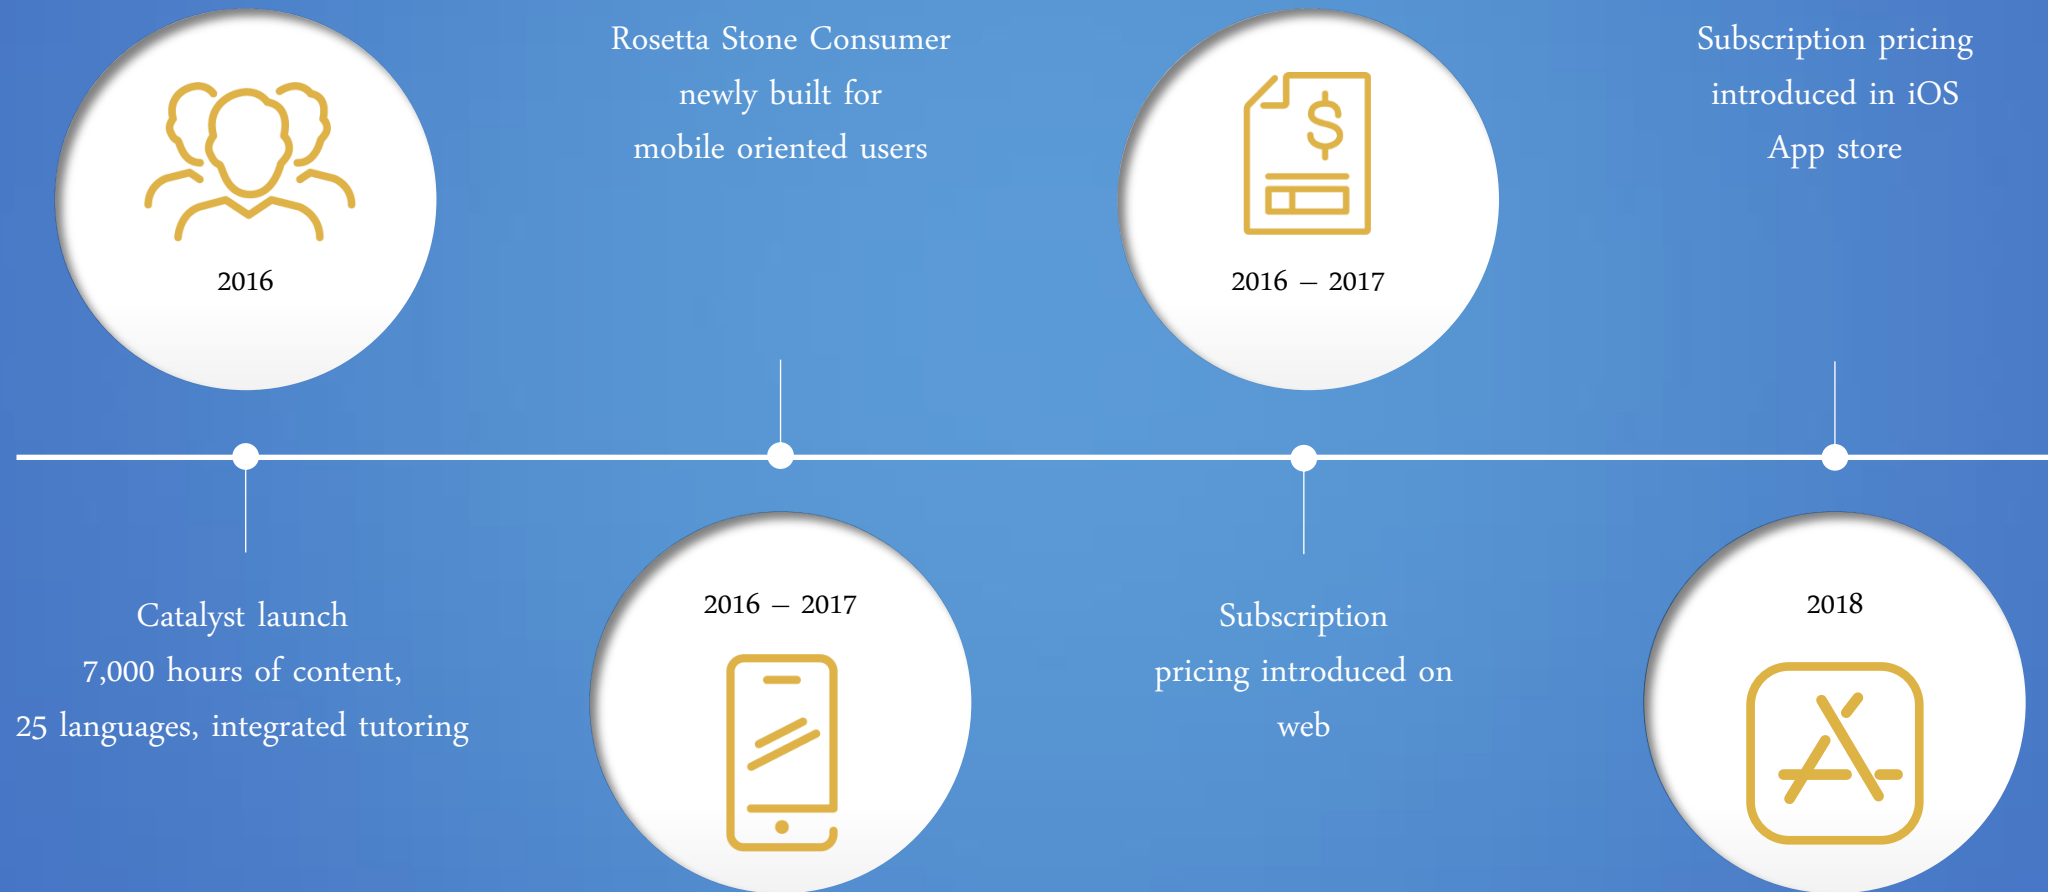 2016
Catalyst launch
7,000 hours of content,
25 languages, integrated tutoring
Rosetta Stone Consumer
newly built for
mobile oriented users
2016 – 2017
2016 – 2017
Subscription
pricing introduced on
web
Subscription pricing
introduced in iOS
App store
2018